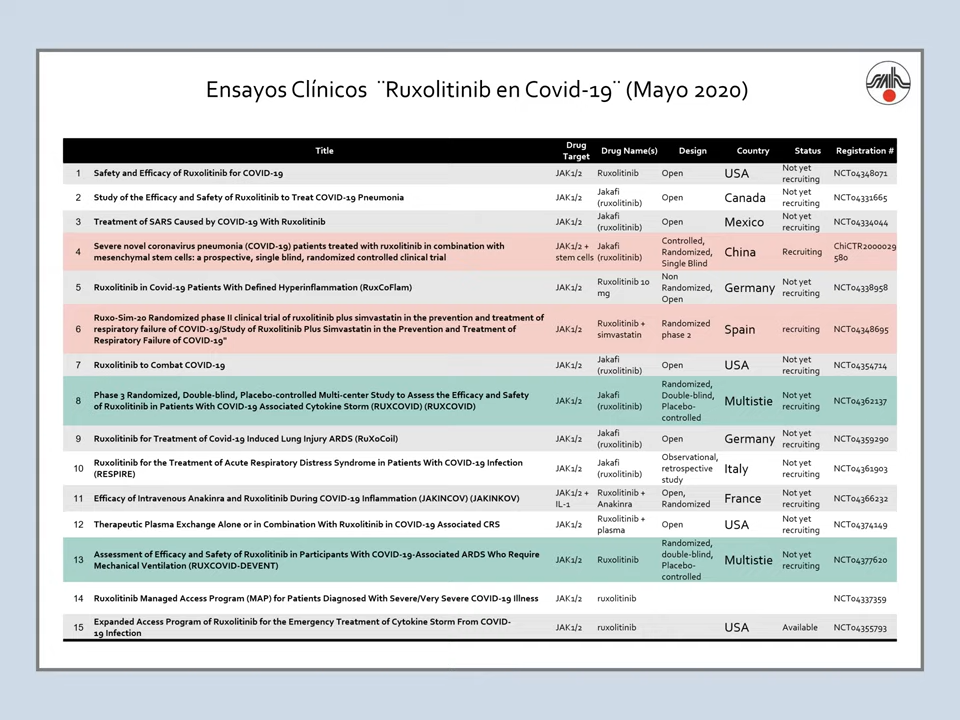 Ensayos Clínicos ¨Ruxolitinib en Covid-19¨ (Mayo 2020)
Title Drug Target Drug Name(s) Design Country Status Registration #
1 Safety and Efficacy of Ruxolitinib for COVID-19 JAK1/2 Ruxolitinib Open USA Not yet recruiting NCT04348071
2 Study of the Efficacy and Safety of Ruxolitinib to Treat COVID-19 Pneumonia JAK1/2 Jakafi (ruxolitinib) Open Canada Not yet recruiting NCT04331665
3 Treatment of SARS Caused by COVID-19 With Ruxolitinib JAK1/2 Jakafi (ruxolitinib) Open Mexico Not yet recruiting NCT04334044
4 Severe novel coronavirus pneumonia (COVID-19) patients treated with ruxolitinib in combination with mesenchymal stem cells: a prospective, single blind, randomized controlled clinical trial JAK1/2 + stem cells Jakafi (ruxolitinib) Controlled, Randomized, Single Blind China Recruiting ChiCTR2000029580
5 Ruxolitinib in Covid-19 Patients With Defined Hyperinflammation (RuxCoFlam) JAK1/2 Ruxolitinib 10 mg Non Randomized, Open Germany Not yet recruiting NCT04338958
6 Ruxo-Sim-20 Randomized phase II clinical trial of ruxolitinib plus simvastatin in the prevention and treatment of respiratory failure of COVID-19/Study of Ruxolitinib Plus Simvastatin in the Prevention and Treatment of Respiratory Failure of COVID-19" JAK1/2 Ruxolitinib + simvastatin Randomized phase 2 Spain recruiting NCT04348695
7 Ruxolitinib to Combat COVID-19 JAK1/2 Jakafi (ruxolitinib) Open USA Not yet recruiting NCT04354714
8 Phase 3 Randomized, Double-blind, Placebo-controlled Multi-center Study to Assess the Efficacy and Safety of Ruxolitinib in Patients With COVID-19 Associated Cytokine Storm (RUXCOVID) (RUXCOVID) JAK1/2 Jakafi (ruxolitinib) Randomized, Double-blind, Placebo-controlled Multistie Not yet recruiting NCT04362137
9 Ruxolitinib for Treatment of Covid-19 Induced Lung Injury ARDS (RuXoCoil) JAK1/2 Jakafi (ruxolitinib) Open Germany Not yet recruiting NCT04359290
10 Ruxolitinib for the Treatment of Acute Respiratory Distress Syndrome in Patients With COVID-19 Infection (RESPIRE) JAK1/2 Jakafi (ruxolitinib) Observational, retrospective study Italy Not yet recruiting NCT04361903
11 Efficacy of Intravenous Anakinra and Ruxolitinib During COVID-19 Inflammation (JAKINCOV) (JAKINKOV) JAK1/2 + IL-1 Ruxolitinib + Anakinra Open, Randomized France Not yet recruiting NCT04366232
12 Therapeutic Plasma Exchange Alone or in Combination With Ruxolitinib in COVID-19 Associated CRS JAK1/2 Ruxolitinib + plasma Open USA Not yet recruiting NCT04374149
13 Assessment of Efficacy and Safety of Ruxolitinib in Participants With COVID-19-Associated ARDS Who Require Mechanical Ventilation (RUXCOVID-DEVENT) JAK1/2 Ruxolitinib Randomized, double-blind, Placebo-controlled Multistie Not yet recruiting NCT04377620
14 Ruxolitinib Managed Access Program (MAP) for Patients Diagnosed With Severe/Very Severe COVID-19 Illness JAK1/2 ruxolitinib NCT04337359
15 Expanded Access Program of Ruxolitinib for the Emergency Treatment of Cytokine Storm From COVID-19 Infection JAK1/2 ruxolitinib USA Available NCT04355793